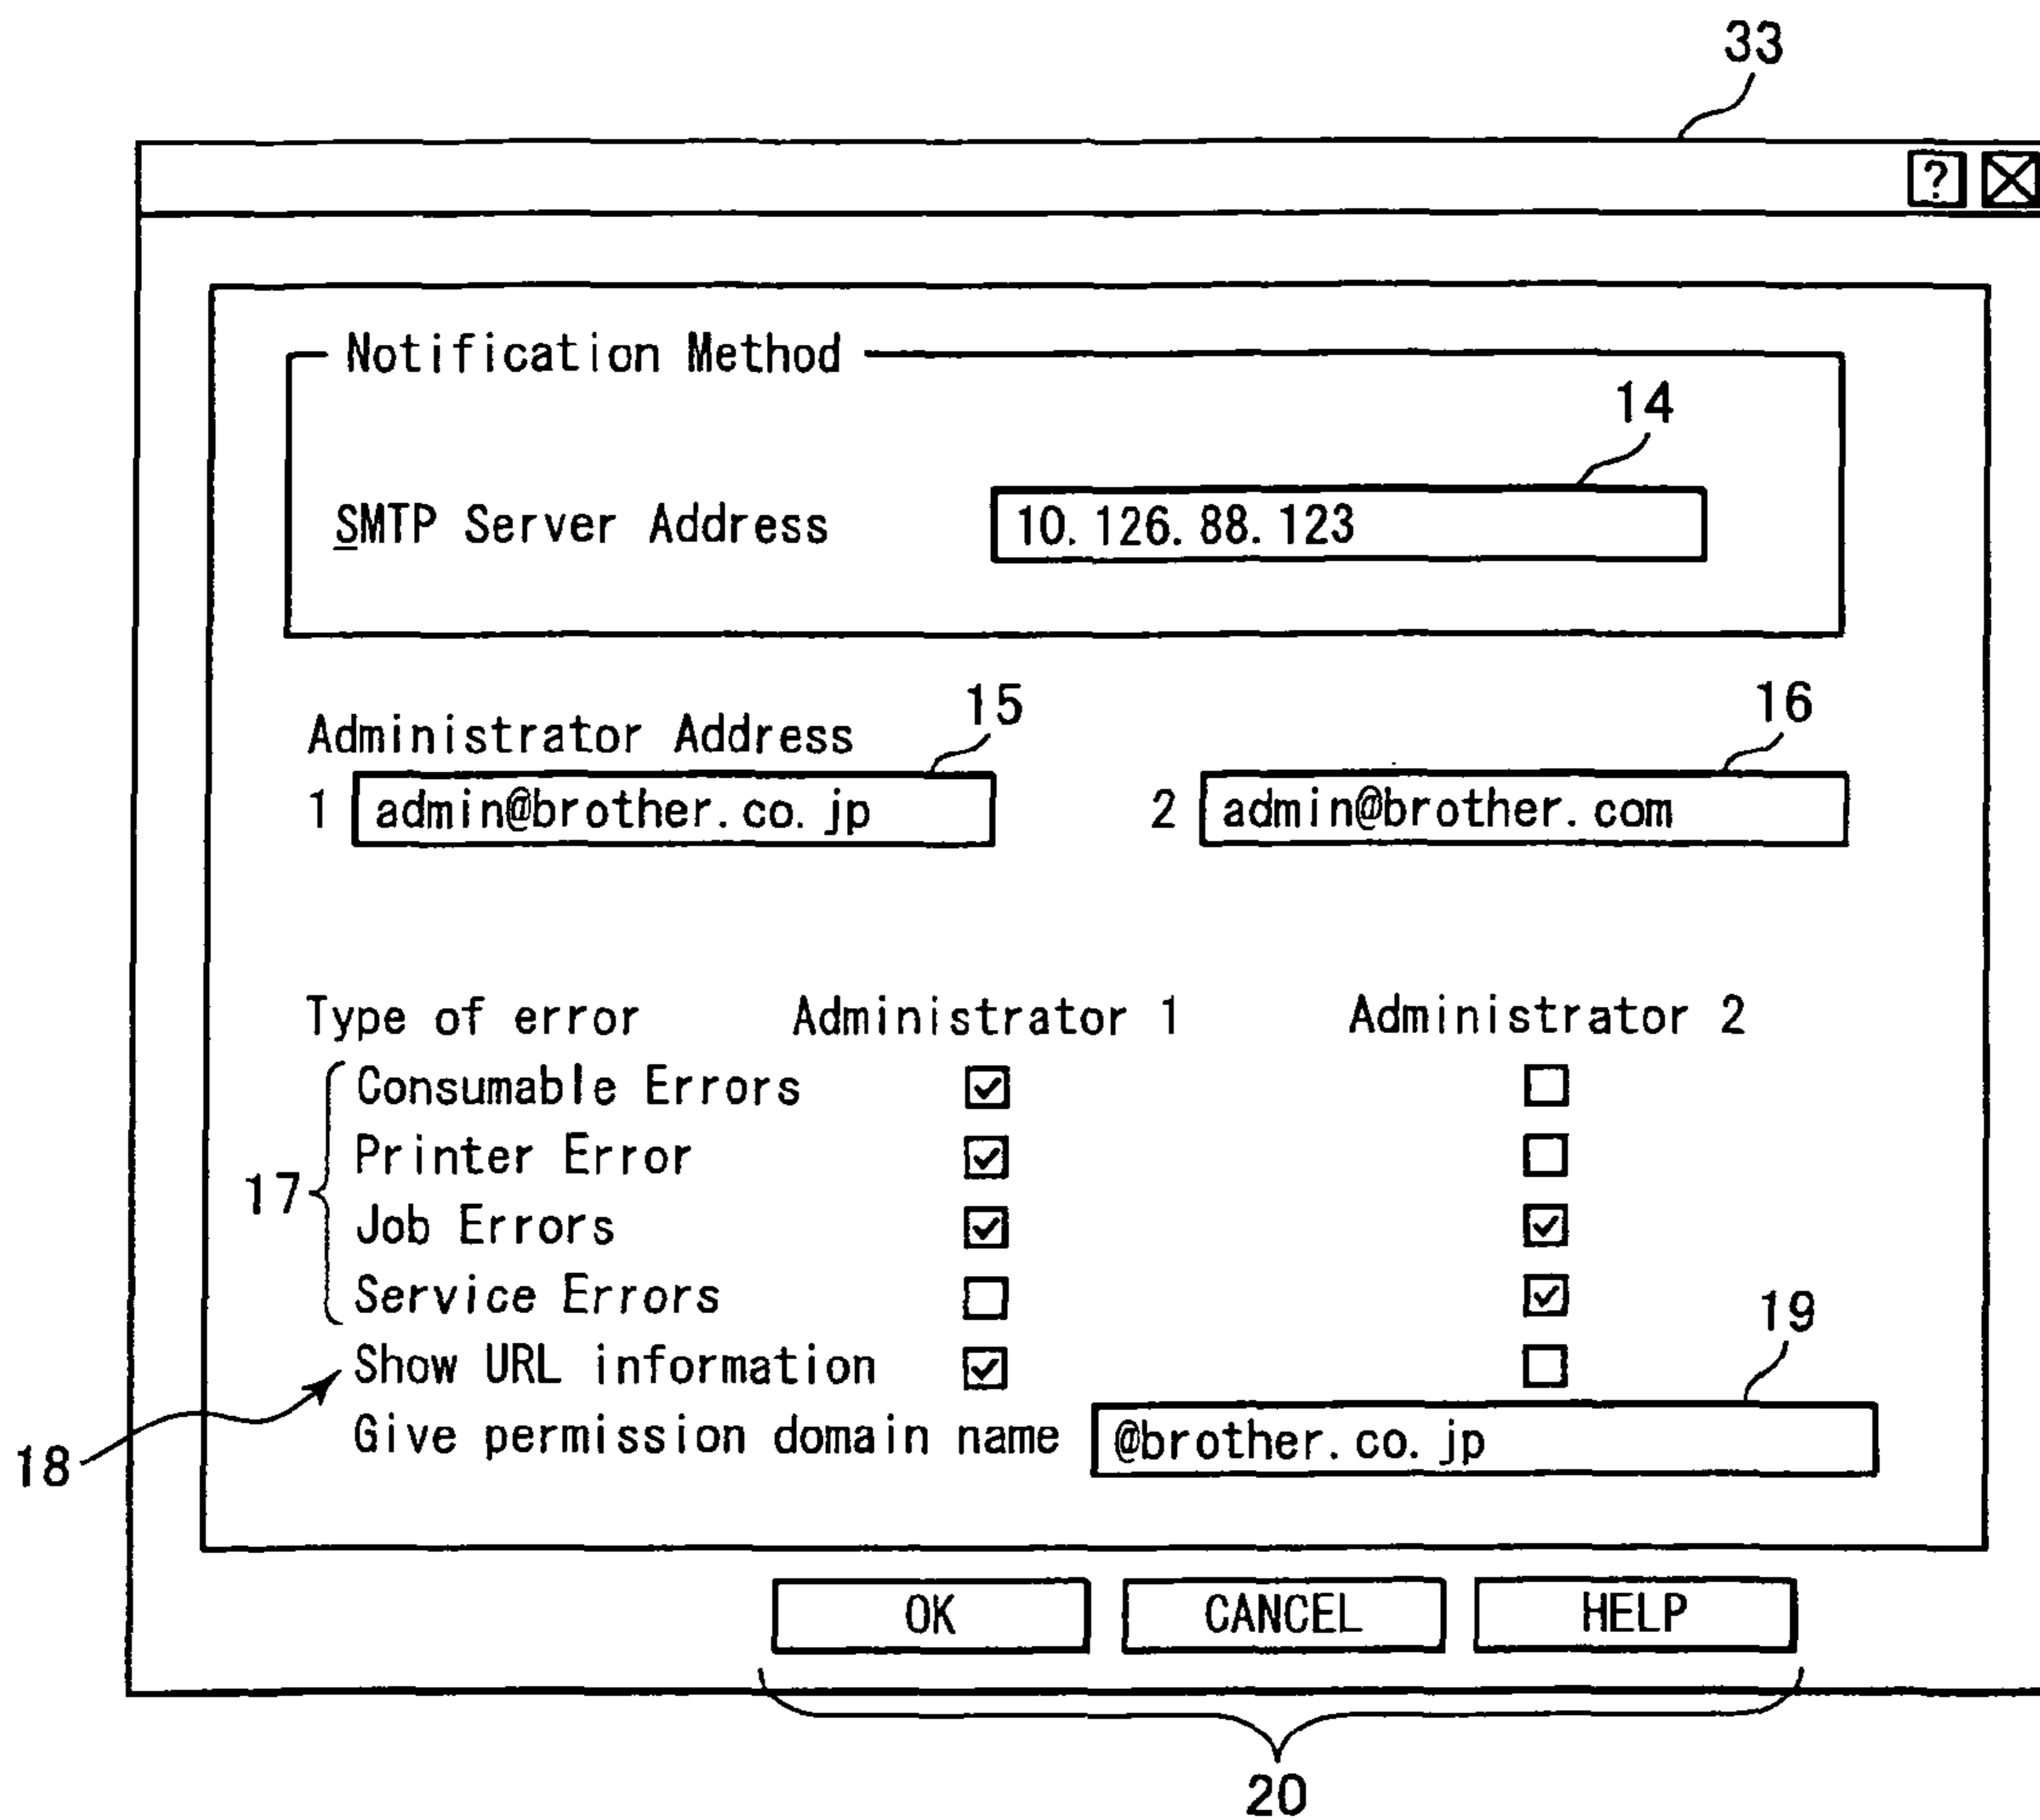 33
?
Notification Method
14
SMTP Server Address 10. 126. 88. 123
Administrator Address 15 16
1 admin@brother.co.jp 2 admin@brother.com
Type of error Administrator 1 Administrator 2
Consumable Errors
Printer Error
17
Job Errors
Service Errors
19
Show URL information
Give permission domain name @brother.co.jp
18
OK CANCEL HELP
20